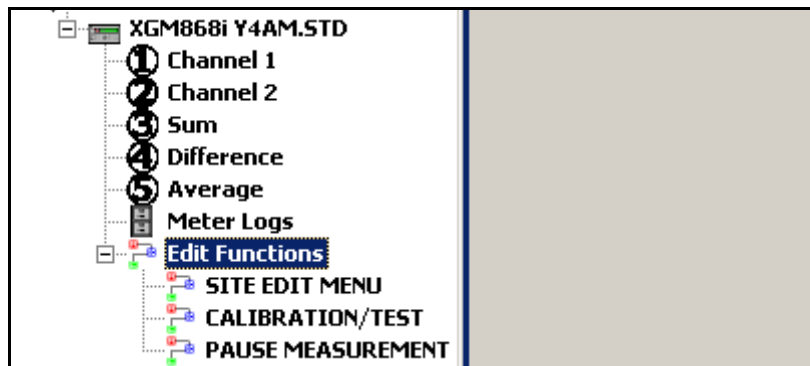 XGM868i Y4AM.STD
1 Channel 1
2 Channel 2
3 Sum
4 Difference
5 Average
Meter Logs
Edit Functions
SITE EDIT MENU
CALIBRATION/TEST
PAUSE MEASUREMENT